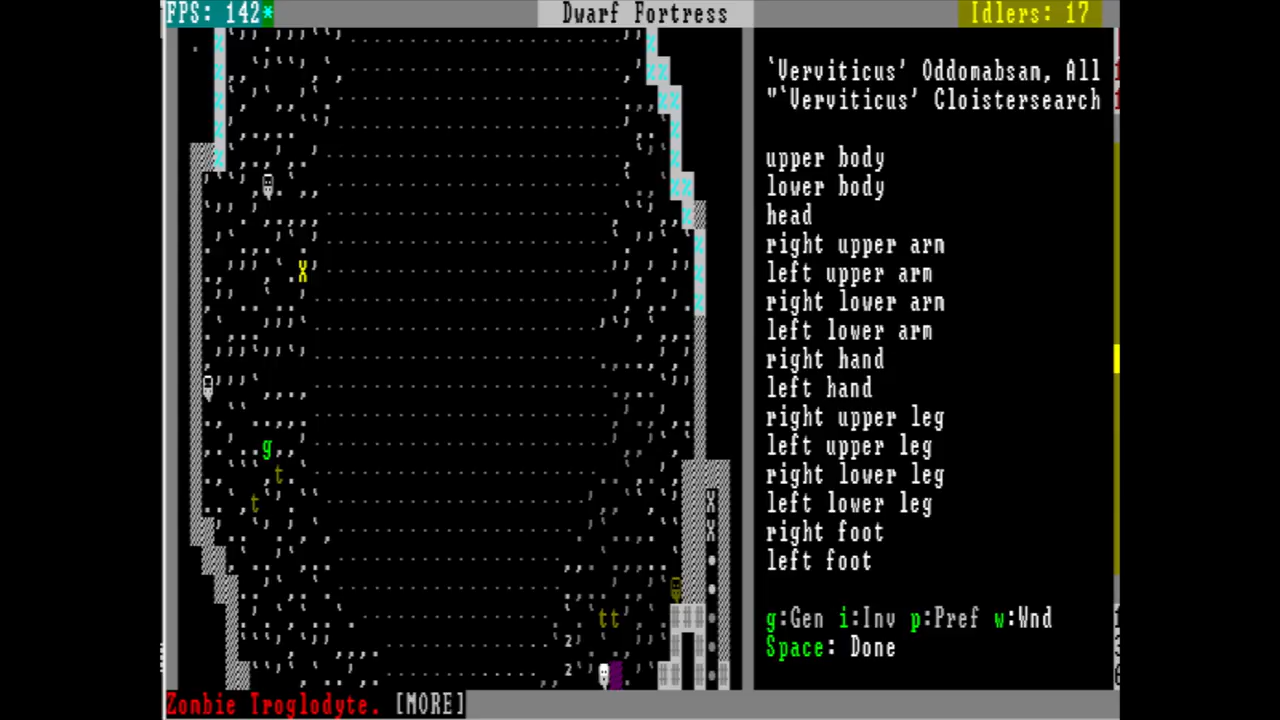 FPS: 142* Dwarf Fortress Idlers: 17
`Verviticus' Oddomabsam, All
"`Verviticus' Cloistersearch
upper body
lower body
head
right upper arm
left upper arm
right lower arm
left lower arm
right hand
left hand
right upper leg
left upper leg
right lower leg
left lower leg
right foot
left foot
g:Gen i:Inv p:Pref w:Wnd
Space: Done
Zombie Troglodyte. [MORE]